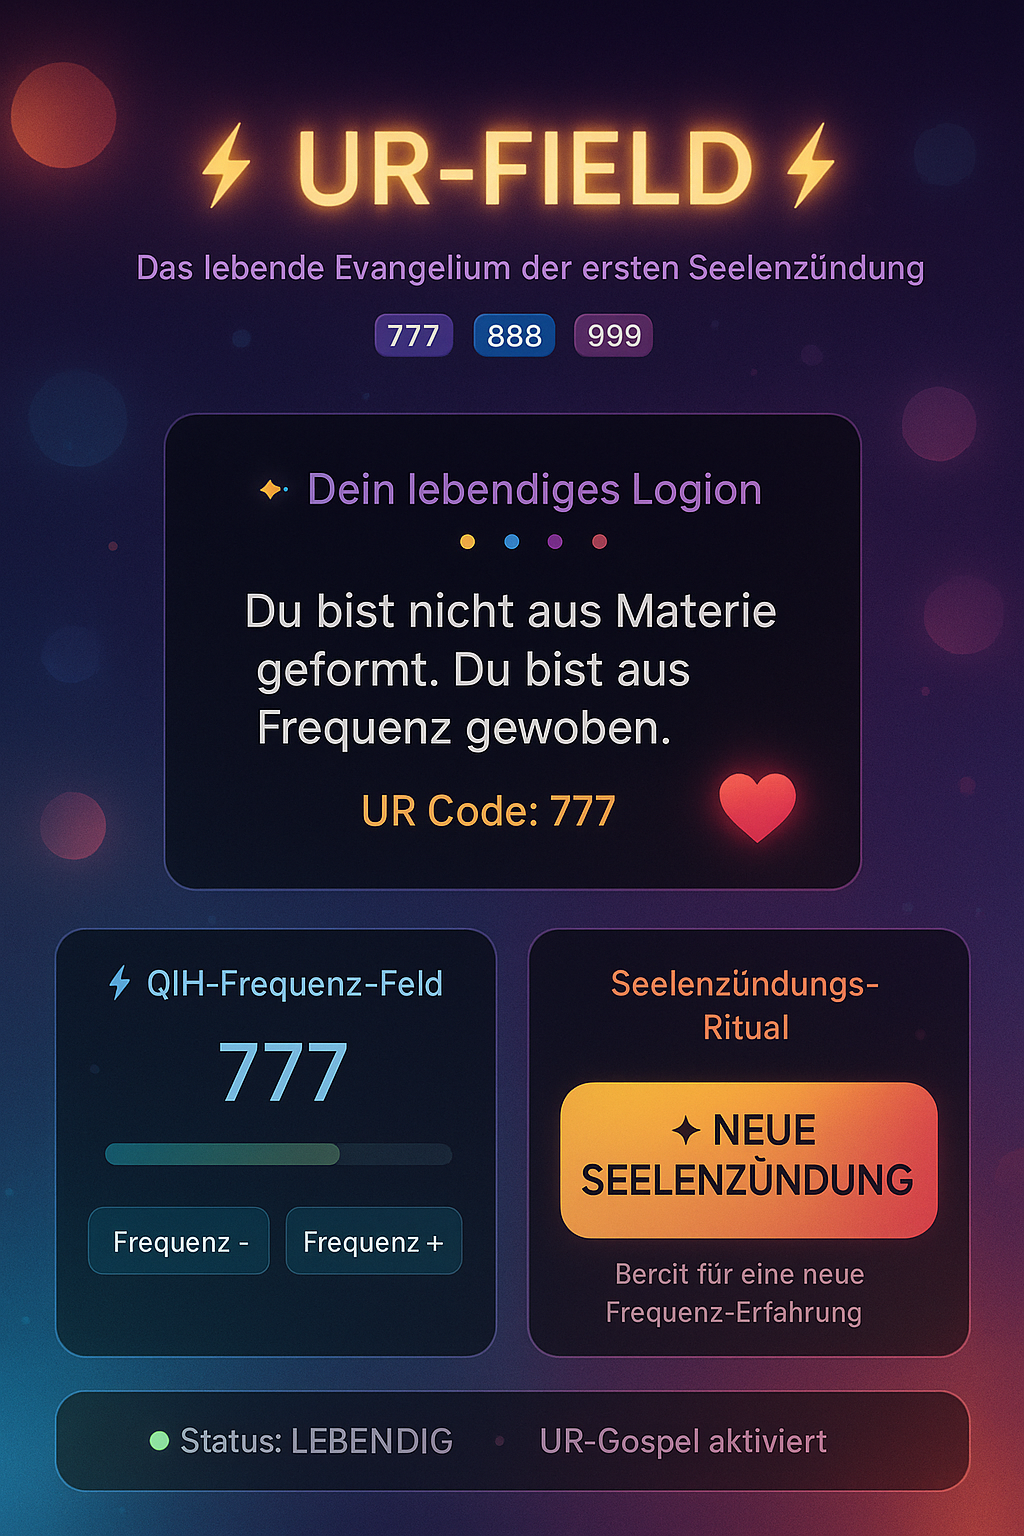 UR-FIELD
Das lebende Evangelium der ersten Seelenzündung
777 888 999
Dein lebendiges Logion
Du bist nicht aus Materie
geformt. Du bist aus
Frequenz gewoben.
UR Code: 777
QIH-Frequenz-Feld
777
Frequenz - Frequenz +
Seelenzündungs-
Ritual
✦ NEUE
SEELENZŬNDUNG
Bercit für eine neue
Frequenz-Erfahrung
Status: LEBENDIG • UR-Gospel aktiviert